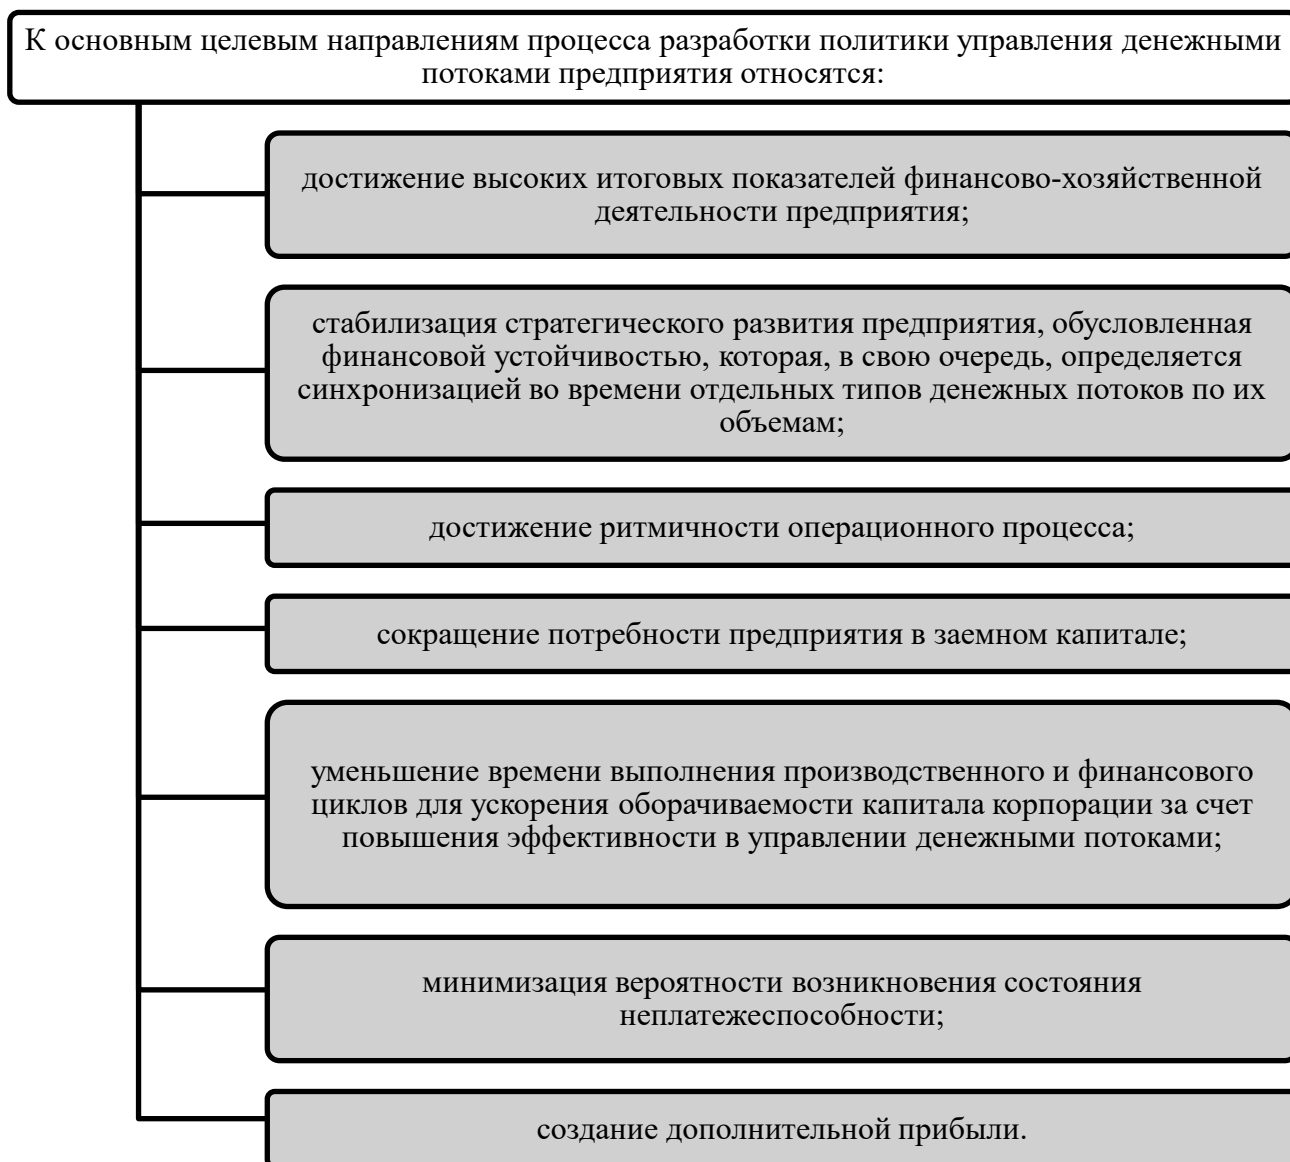 К основным целевым направлениям процесса разработки политики управления денежными
потоками предприятия относятся:
достижение высоких итоговых показателей финансово-хозяйственной
деятельности предприятия;
стабилизация стратегического развития предприятия, обусловленная
финансовой устойчивостью, которая, в свою очередь, определяется
синхронизацией во времени отдельных типов денежных потоков по их
объемам;
достижение ритмичности операционного процесса;
сокращение потребности предприятия в заемном капитале;
уменьшение времени выполнения производственного и финансового
циклов для ускорения оборачиваемости капитала корпорации за счет
повышения эффективности в управлении денежными потоками;
минимизация вероятности возникновения состояния
неплатежеспособности;
создание дополнительной прибыли.